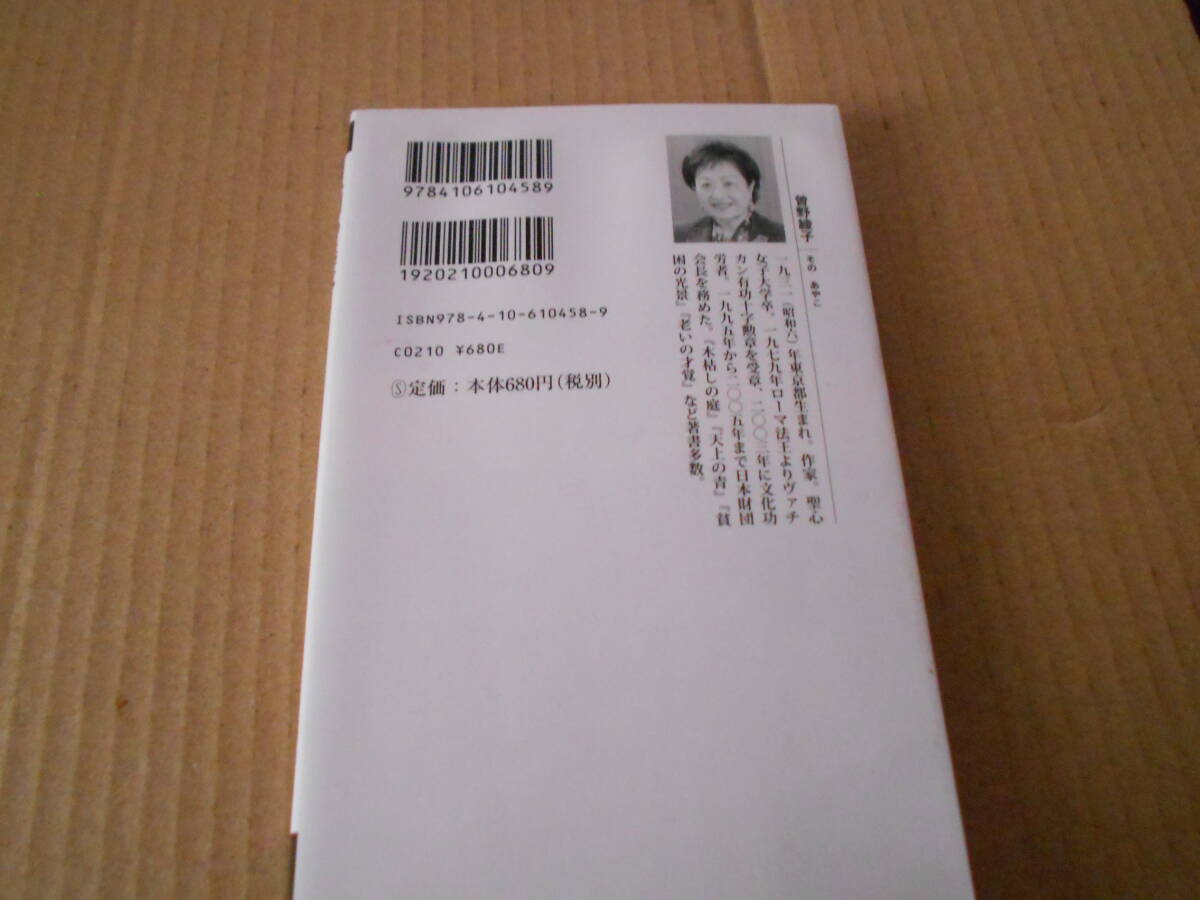 9784106104589
1920210006809
ISBN978-4-10-610458-9
C0210 ¥680E
Ⓢ定価：本体680円（税別）
曽野綾子 その あやこ
一九三一（昭和六）年東京都生まれ。作家。聖心
女子大学卒。一九七九年ローマ法王よりヴァチ
カン有功十字勲章を受章、二〇〇三年に文化功
労者、一九九五年から二〇〇五年まで日本財団
会長を務めた。『木枯しの庭』『天上の青』『貧
困の光景』『老いの才覚』など著書多数。